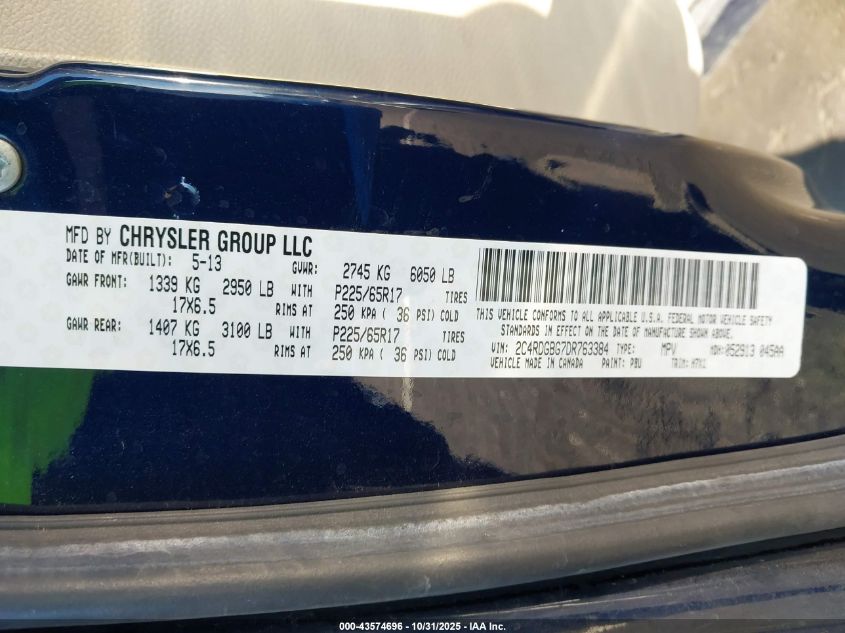 MFD BY CHRYSLER GROUP LLC
DATE OF MFR(BUILT): 5-13 GVWR: 2745 KG 6050 LB
GAWR FRONT: 1339 KG 2950 LB WITH P225/65R17 TIRES
17X6.5 RIMS AT 250 KPA ( 36 PSI) COLD
GAWR REAR: 1407 KG 3100 LB WITH P225/65R17 TIRES
17X6.5 RIMS AT 250 KPA ( 36 PSI) COLD
THIS VEHICLE CONFORMS TO ALL APPLICABLE U.S.A. FEDERAL MOTOR VEHICLE SAFETY
STANDARDS IN EFFECT ON THE DATE OF MANUFACTURE SHOWN ABOVE.
VIN: 2C4RDGBG7DR763384 TYPE: MPV MDH:052913 045AA
VEHICLE MADE IN CANADA PAINT: PBU TRIM:
000-43574696 - 10/31/2025 - IAA Inc.